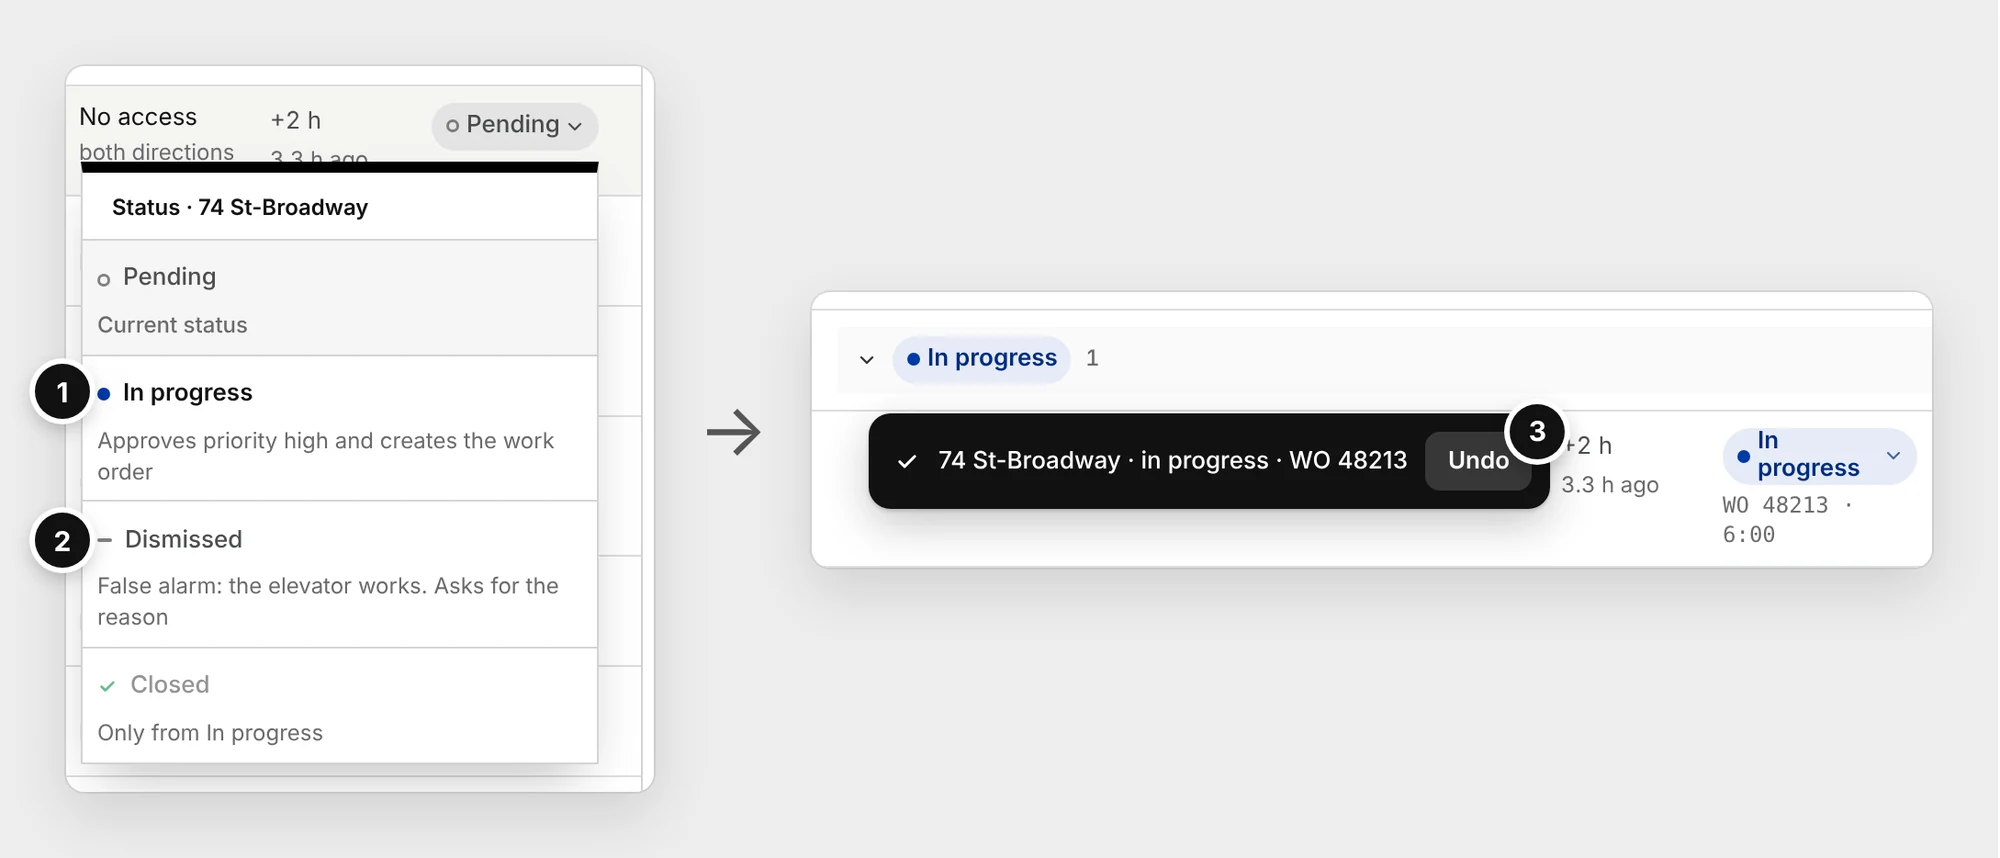 No access
+2 h
Pending
both directions
3.3 h ago
Status · 74 St-Broadway
Pending
Current status
1
In progress
Approves priority high and creates the work
order
2
Dismissed
False alarm: the elevator works. Asks for the
reason
Closed
Only from In progress
In progress 1
74 St-Broadway · in progress · WO 48213
Undo
3
+2 h
3.3 h ago
In
progress
WO 48213 ·
6:00